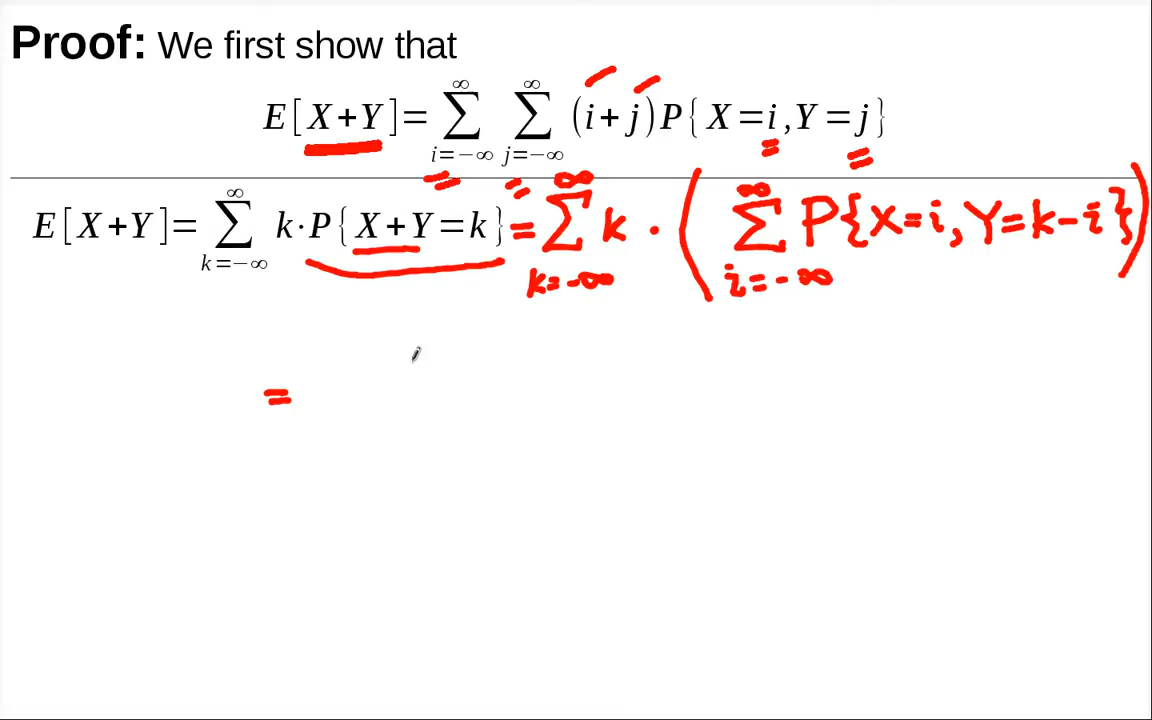 Proof: We first show that
E[X+Y]=∑_{i=−∞}^{∞} ∑_{j=−∞}^{∞} (i+j)P{X=i,Y=j}
E[X+Y]=∑_{k=−∞}^{∞} k·P{X+Y=k} = ∑_{k=−∞}^{∞} k · (∑_{i=−∞}^{∞} P{X=i, Y=k−i})
=